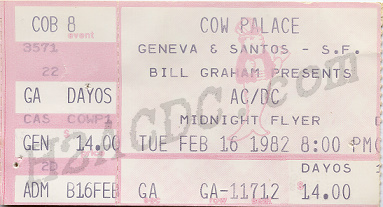 COB 8 event
3571
22
GA DAYOS
CAS COWP1
GEN 14.00
28
ADM B16FEB
COW PALACE
GENEVA & SANTOS - S.F.
BILL GRAHAM PRESENTS
AC/DC
MIDNIGHT FLYER
TUE FEB 16 1982 8:00 PM
DAYOS
GA GA-11712 14.00